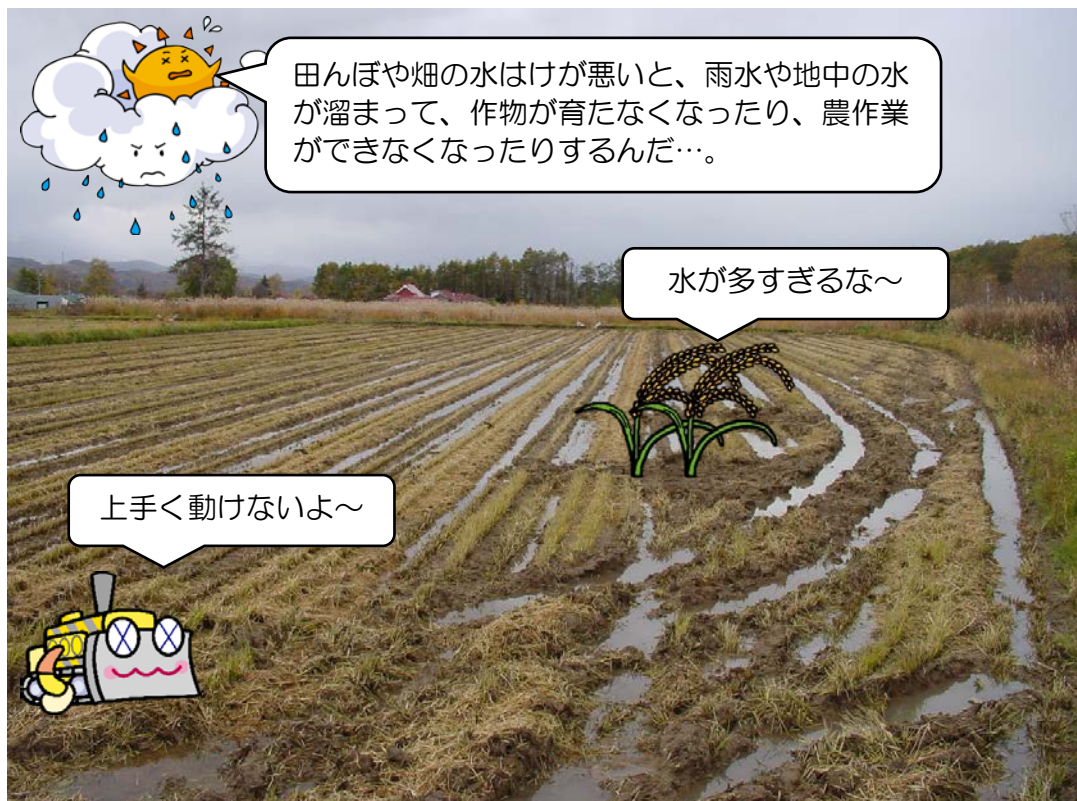 田んぼや畑の水はけが悪いと、雨水や地中の水
が溜まって、作物が育たなくなったり、農作業
ができなくなったりするんだ…。
水が多すぎるな～
上手く動けないよ～